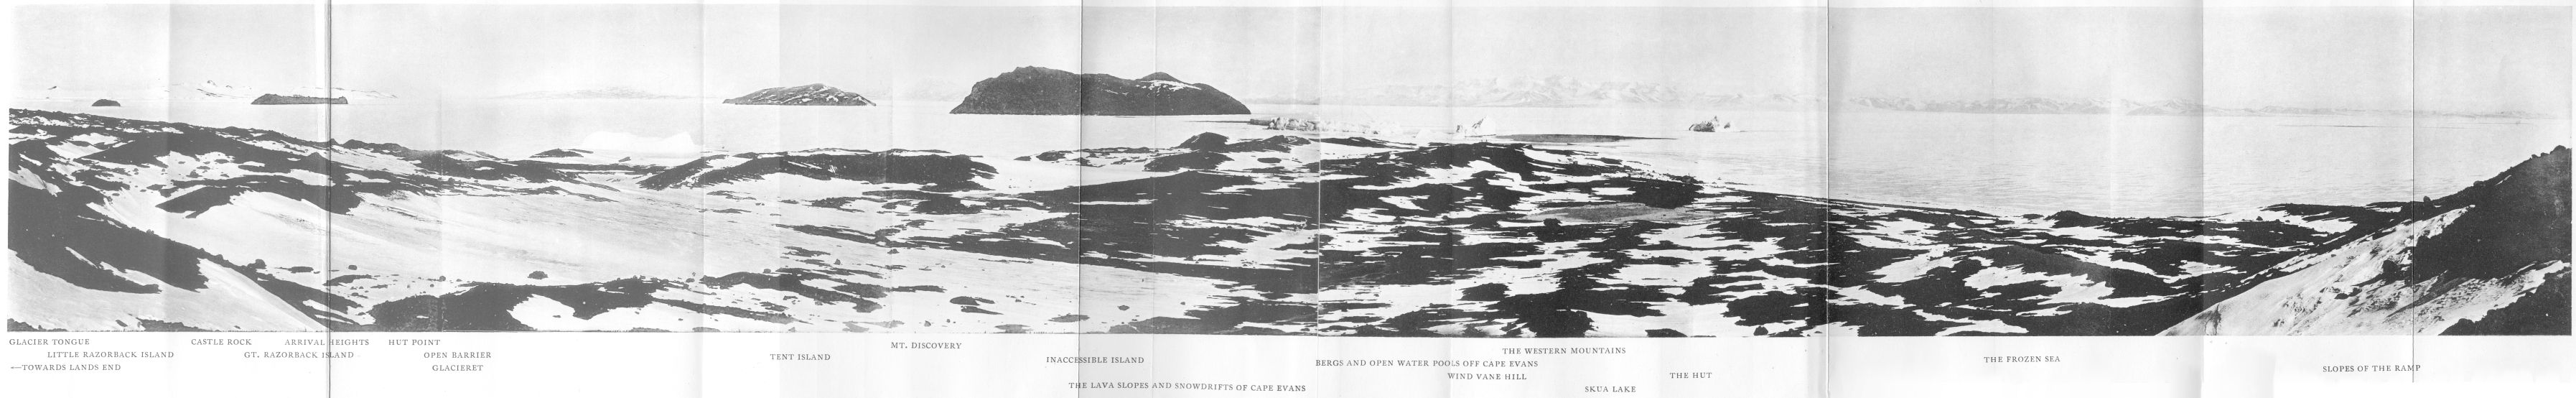 GLACIER TONGUE
CASTLE ROCK
ARRIVAL HEIGHTS
HUT POINT
LITTLE RAZORBACK ISLAND
GT. RAZORBACK ISLAND
OPEN BARRIER
←TOWARDS LANDS END
GLACIERET
MT. DISCOVERY
TENT ISLAND
INACCESSIBLE ISLAND
THE LAVA SLOPES AND SNOWDRIFTS OF CAPE EVANS
THE WESTERN MOUNTAINS
BERGS AND OPEN WATER POOLS OFF CAPE EVANS
WIND VANE HILL
THE HUT
SKUA LAKE
THE FROZEN SEA
SLOPES OF THE RAMP